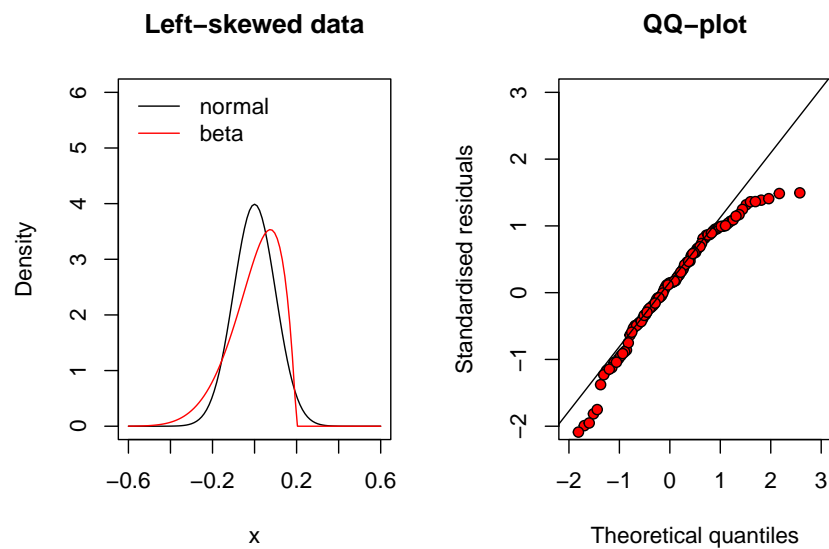 Left−skewed data
6
5
4
3
2
1
0
Density
normal
beta
−0.6
−0.2
0.2
0.6
x
QQ−plot
3
2
1
0
−1
−2
Standardised residuals
−2
−1
0
1
2
3
Theoretical quantiles